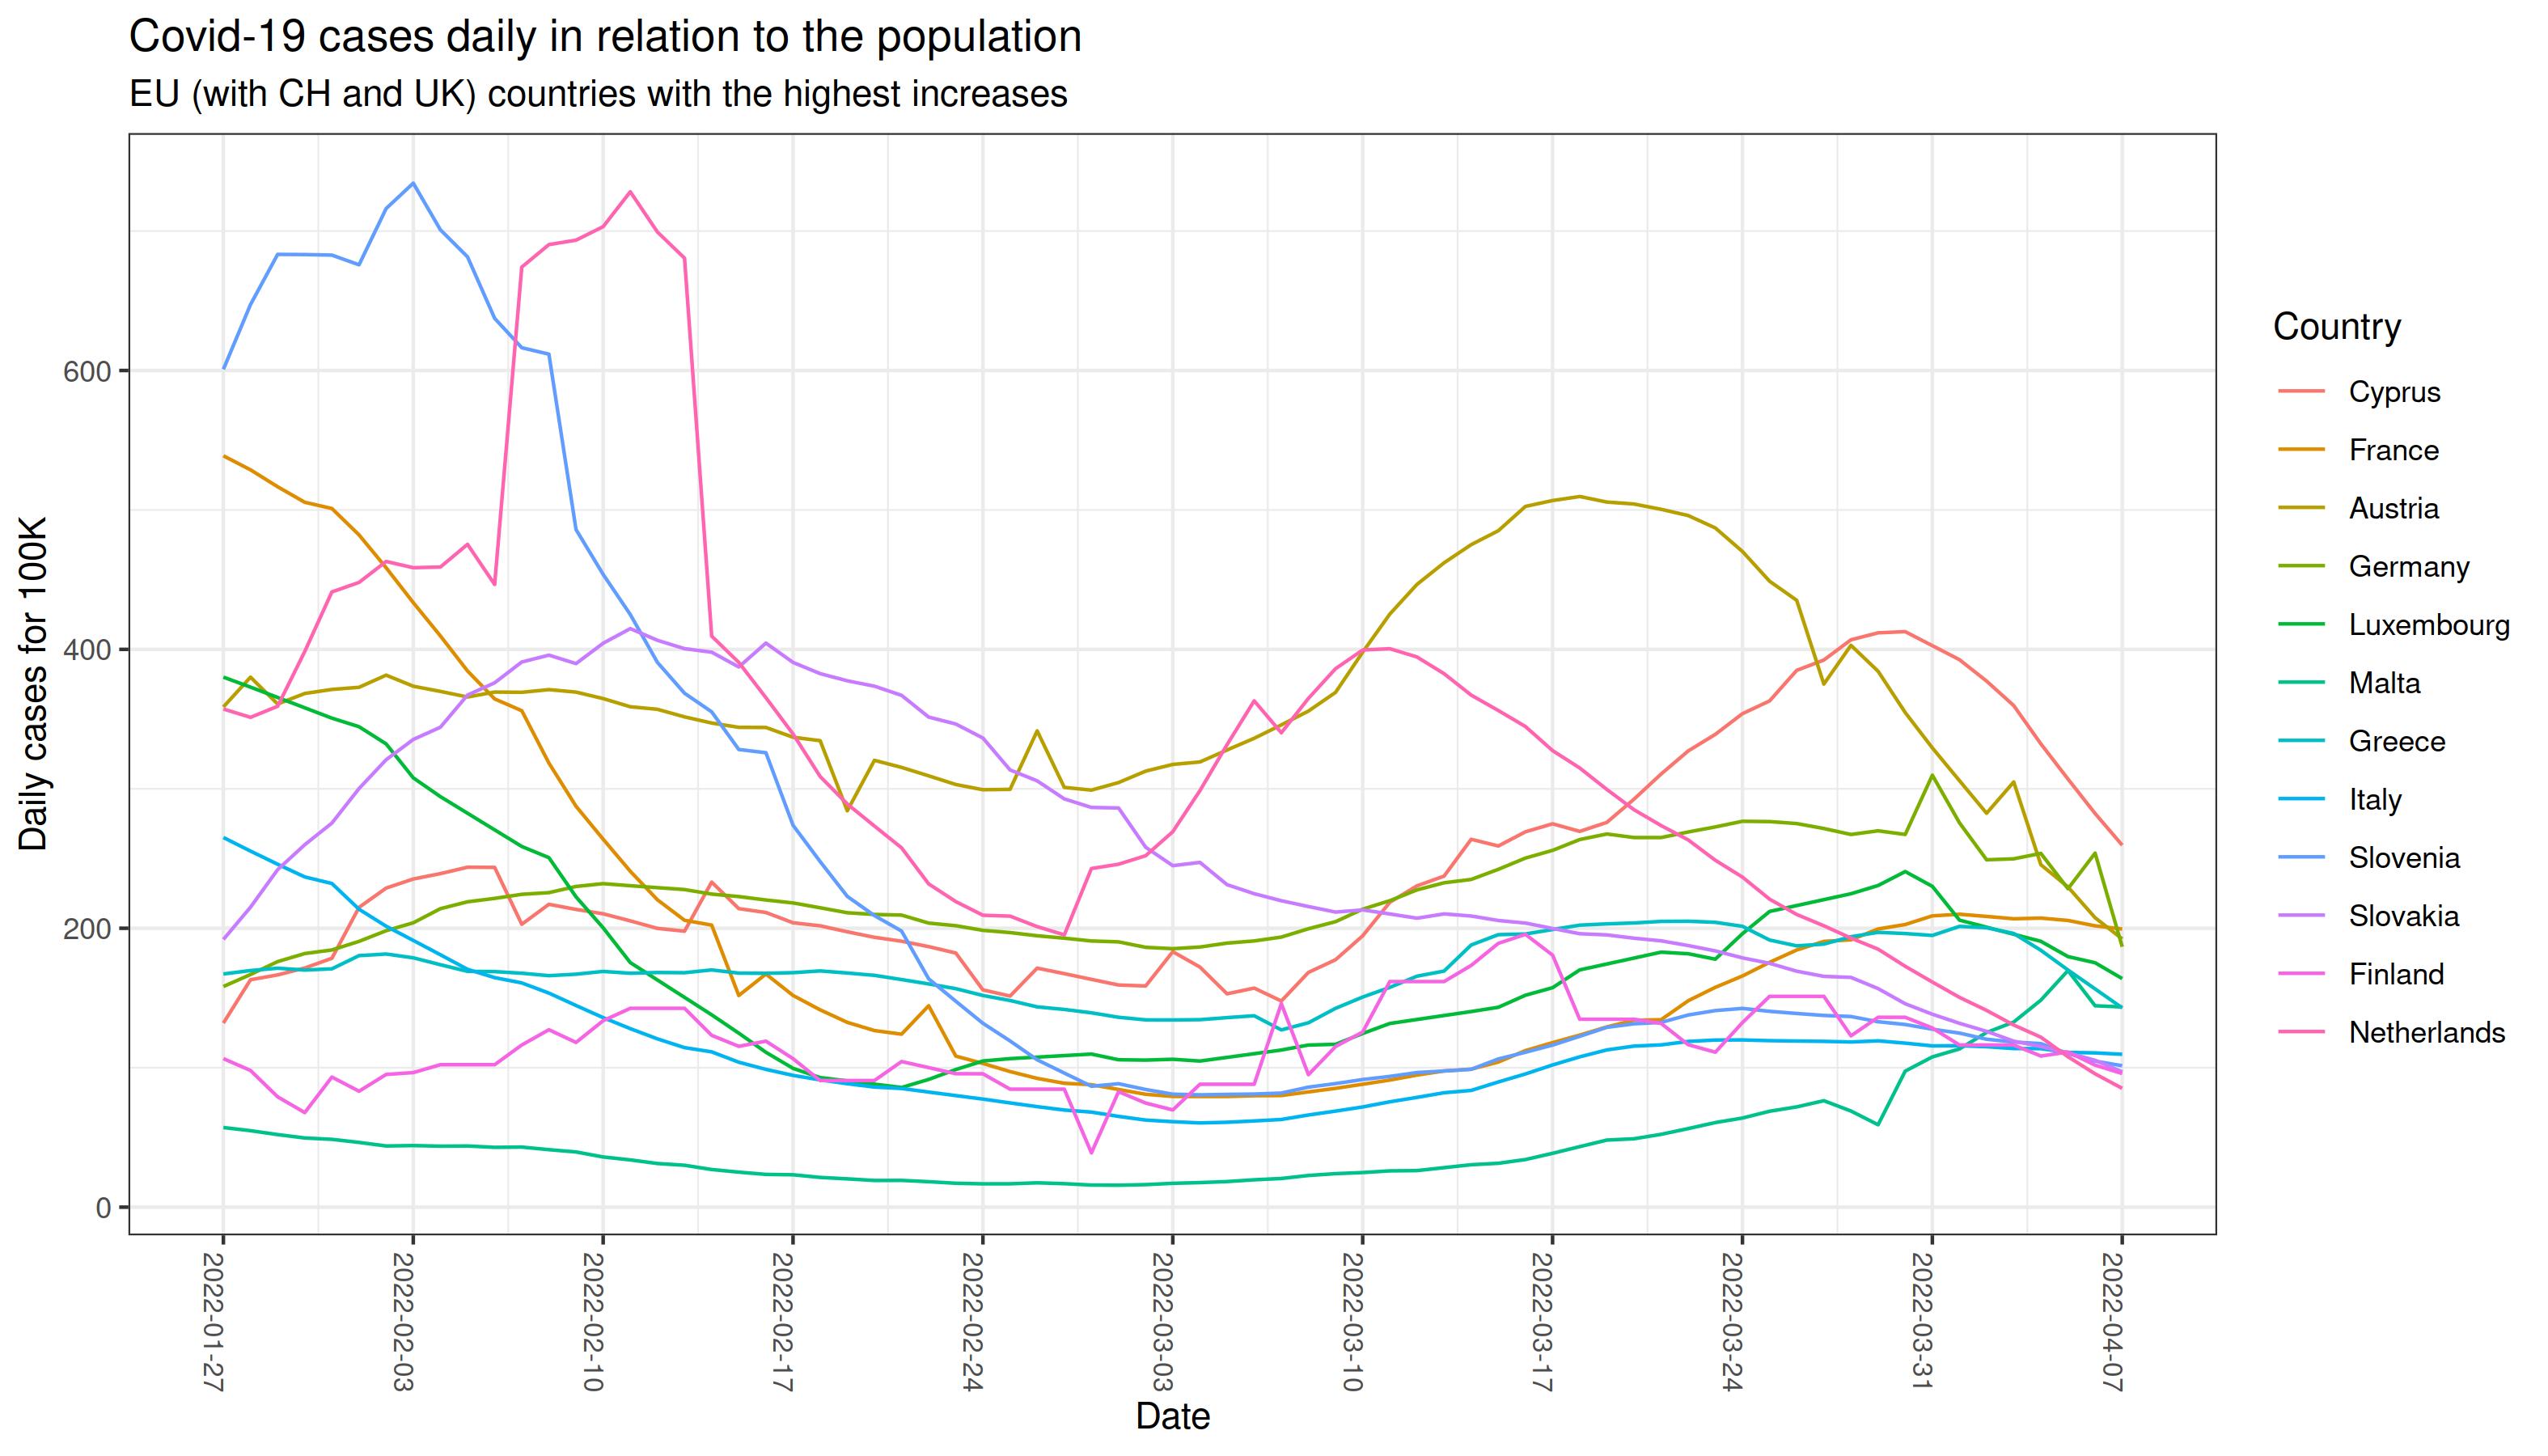 Covid-19 cases daily in relation to the population
EU (with CH and UK) countries with the highest increases
Daily cases for 100K
600
400
200
0
2022-01-27
2022-02-03
2022-02-10
2022-02-17
2022-02-24
2022-03-03
2022-03-10
2022-03-17
2022-03-24
2022-03-31
2022-04-07
Date
Country
Cyprus
France
Austria
Germany
Luxembourg
Malta
Greece
Italy
Slovenia
Slovakia
Finland
Netherlands